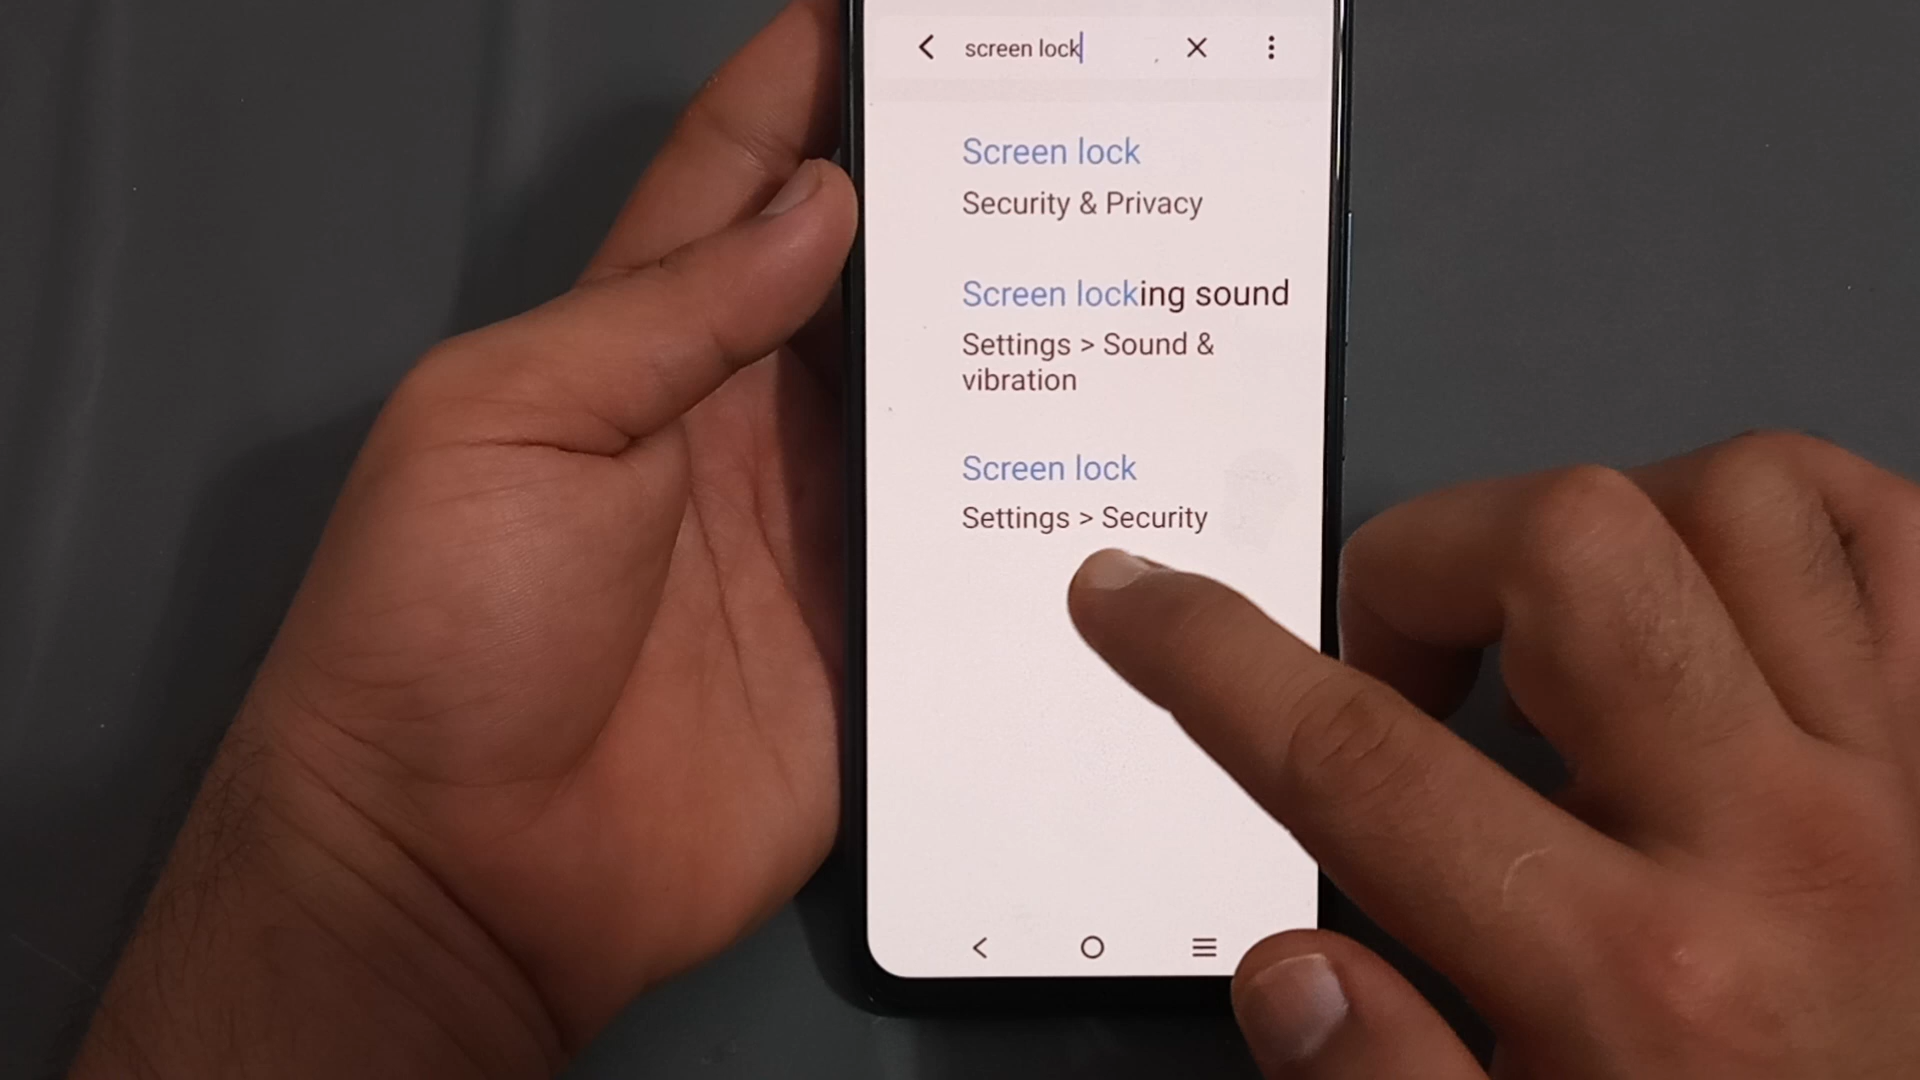 screen lock
Screen lock
Security & Privacy
Screen locking sound
Settings > Sound &
vibration
Screen lock
Settings > Security